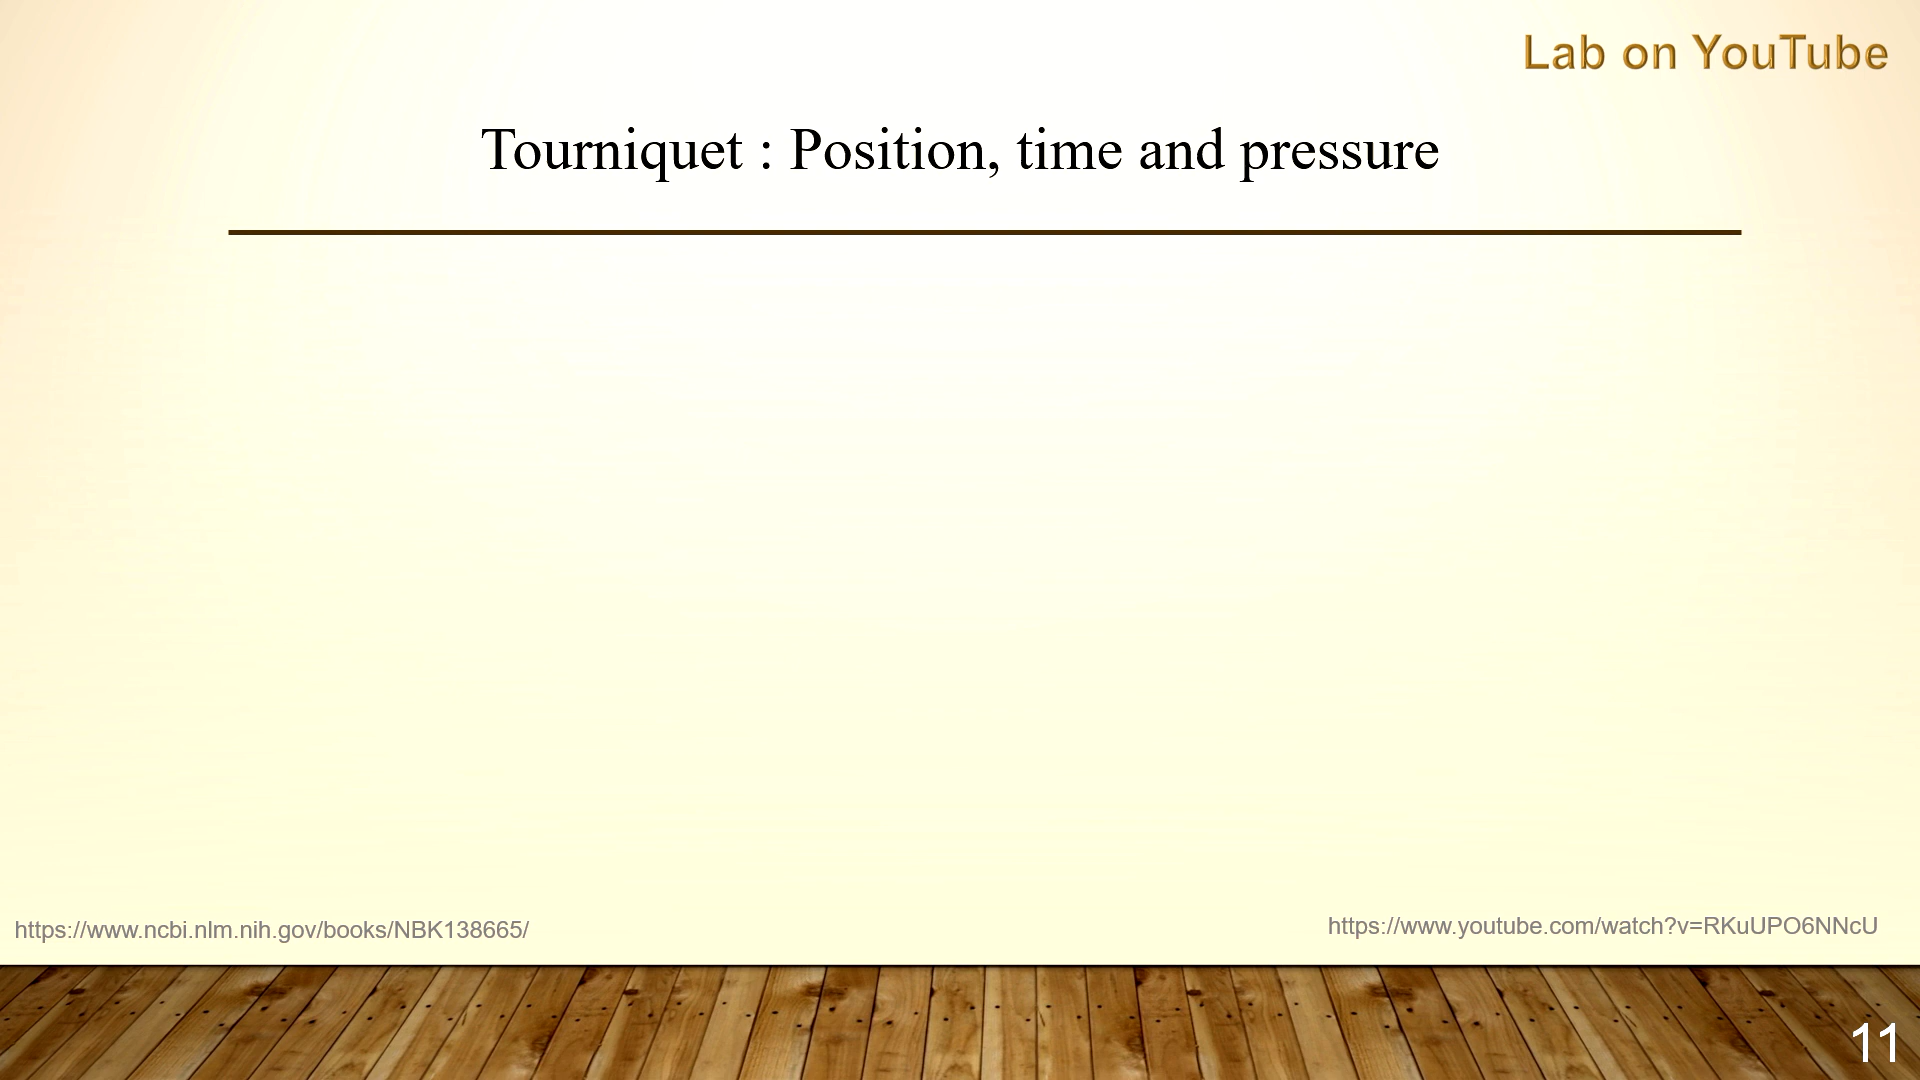 Lab on YouTube
Tourniquet : Position, time and pressure
https://www.ncbi.nlm.nih.gov/books/NBK138665/
https://www.youtube.com/watch?v=RKuUPO6NNcU
11